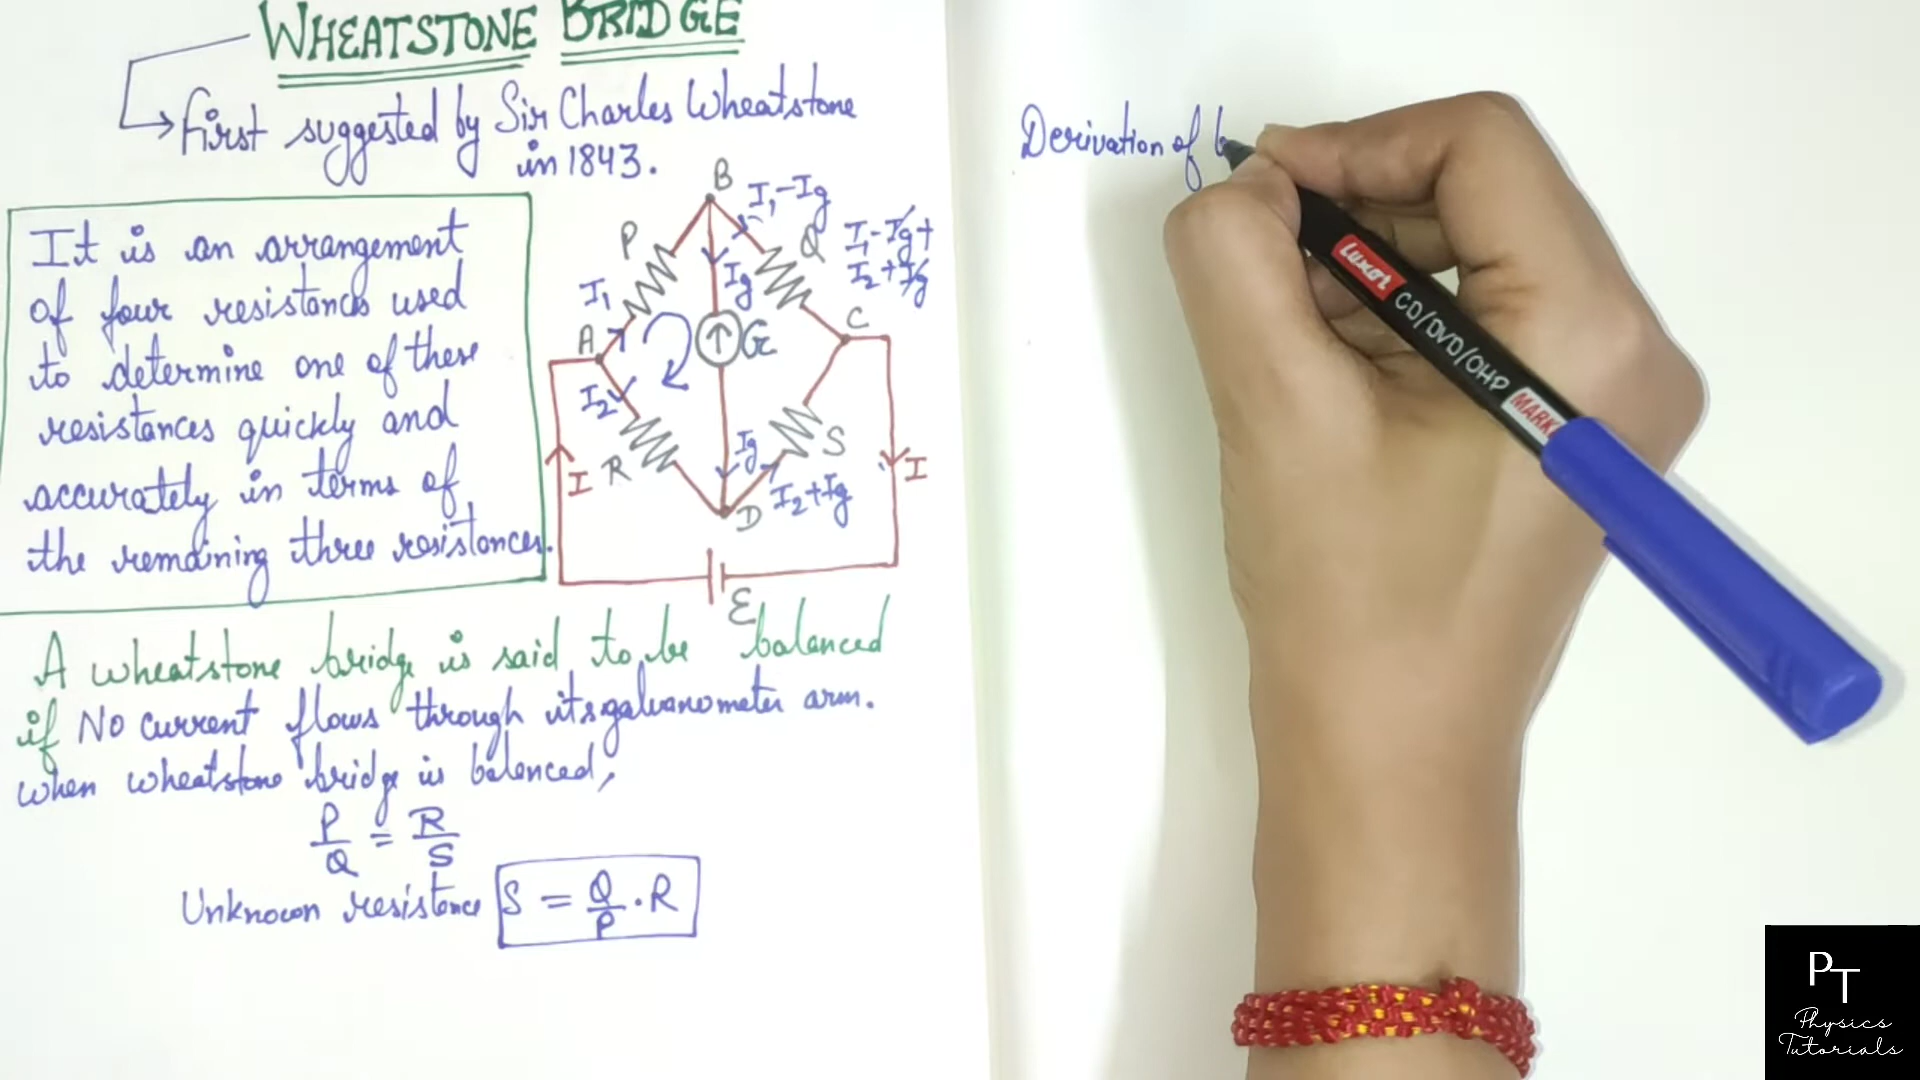 WHEATSTONE BRIDGE
First suggested by Sir Charles Wheatstone
in 1843.
It is an arrangement
of four resistances used
to determine one of these
resistances quickly and
accurately in terms of
the remaining three resistances.
B
I₁-Ig
P
Q
I₁-Ig+
I₂+Ig
I₁
Ig
A
G
C
I₂
R
Ig
S
I
I
D
I₂+Ig
ε
A wheatstone bridge is said to be balanced
if No current flows through its galvanometer arm.
when wheatstone bridge is balanced,
P/Q = R/S
Unknown resistance S = Q/P . R
Derivation of b
Luxor CD/DVD/OHP MARK
PT
Physics
Tutorials